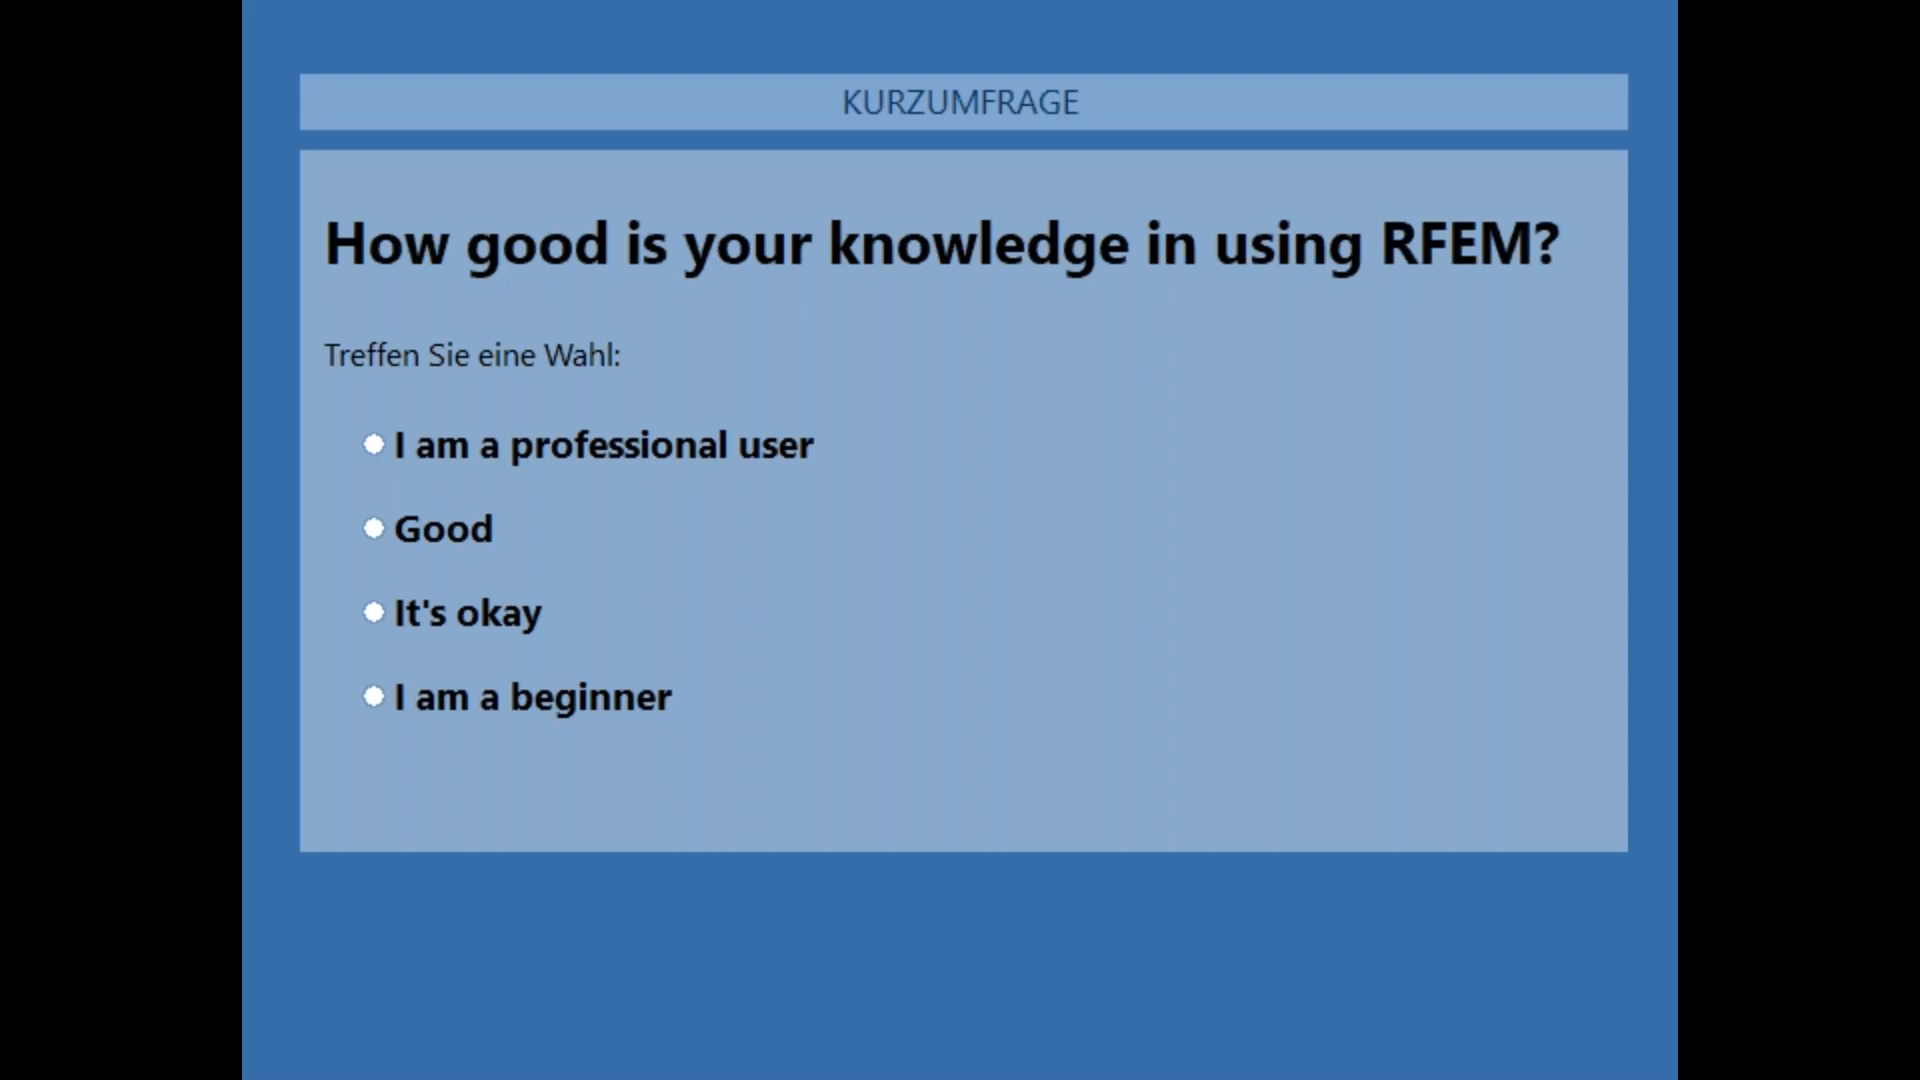 KURZUMFRAGE
How good is your knowledge in using RFEM?
Treffen Sie eine Wahl:
I am a professional user
Good
It's okay
I am a beginner